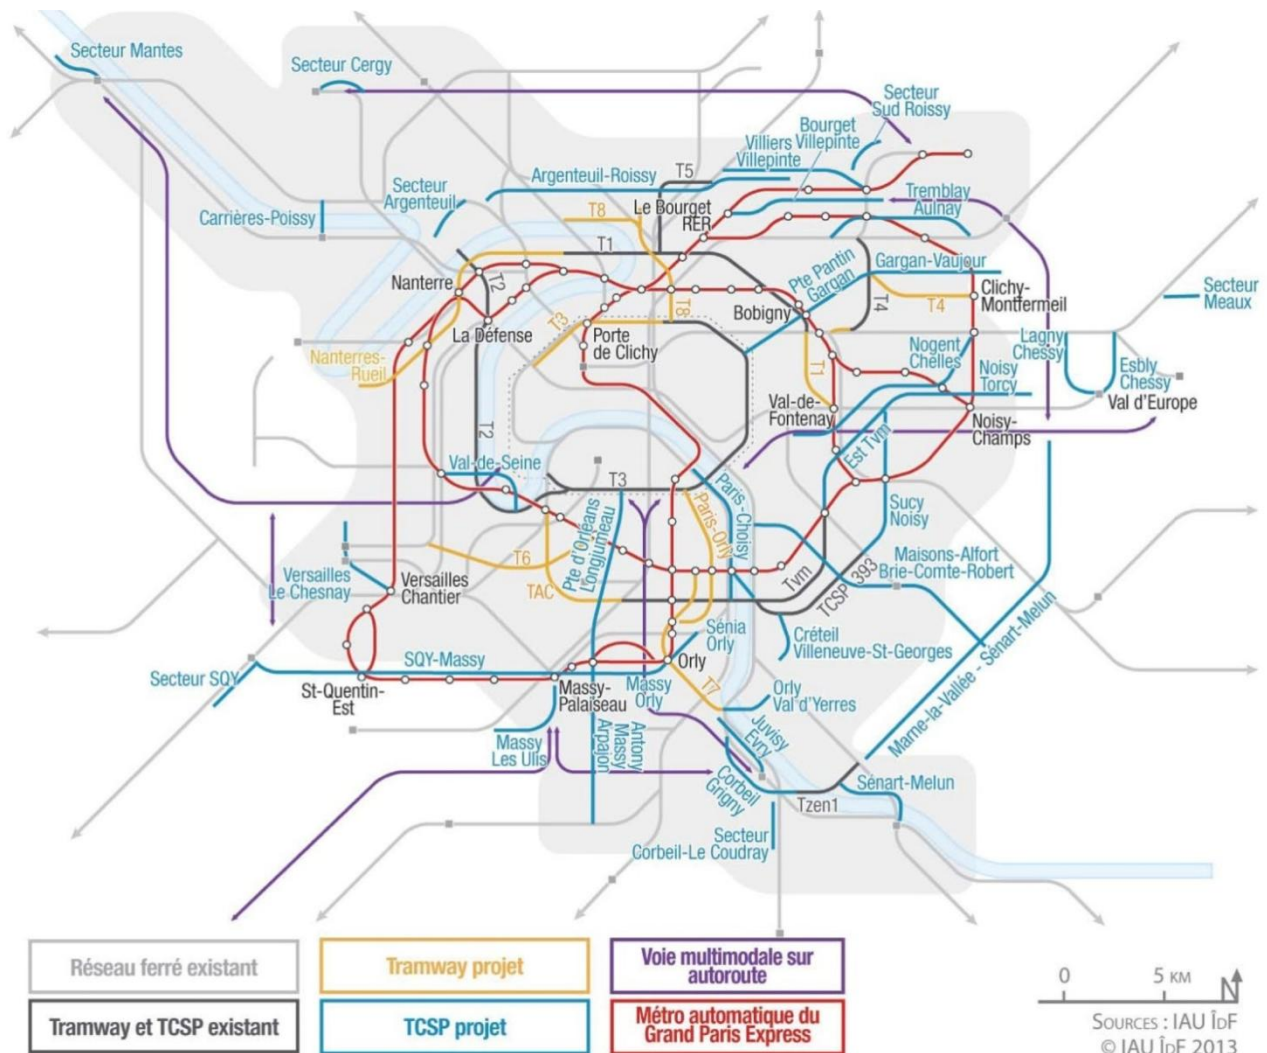 Secteur Mantes
Secteur Cergy
Secteur
Sud Roissy
Bourget
Villepinte
Villiers
Villepinte
T5
Argenteuil-Roissy
Secteur
Argenteuil
Tremblay
Aulnay
Carrières-Poissy
T8
Le Bourget
RER
T1
Pte Pantin
Gargan
Gargan-Vaujour
Nanterre
T2
Clichy-
Montfermeil
Secteur
Meaux
T8
T4
T4
Bobigny
T3
La Défense
Porte
de Clichy
Nanterres-
Rueil
T1
Nogent
Chelles
Lagny
Chessy
Noisy
Torcy
Esbly
Chessy
Val d'Europe
Val-de-
Fontenay
Noisy-
Champs
T2
Est Tvm
Val-de-Seine
T3
Paris-Choisy
Paris-Orly
Pte d'Orléans
Longjumeau
Sucy
Noisy
T6
TAC
Maisons-Alfort
Brie-Comte-Robert
Versailles
Le Chesnay
Versailles
Chantier
Tvm
TCSP 393
Sénia
Orly
Créteil
Villeneuve-St-Georges
Marne-la-Vallée - Sénart-Melun
SQY-Massy
Orly
Secteur SQY
St-Quentin-
Est
Massy-
Palaiseau
Massy
Orly
T7
Orly
Val d'Yerres
Massy
Les Ulis
Antony
Massy
Arpajon
Juvisy
Evry
Corbeil
Grigny
Sénart-Melun
Tzen1
Secteur
Corbeil-Le Coudray
Réseau ferré existant
Tramway projet
Voie multimodale sur
autoroute
Tramway et TCSP existant
TCSP projet
Métro automatique du
Grand Paris Express
0 5 KM
N
SOURCES : IAU ÎDF
© IAU ÎDF 2013